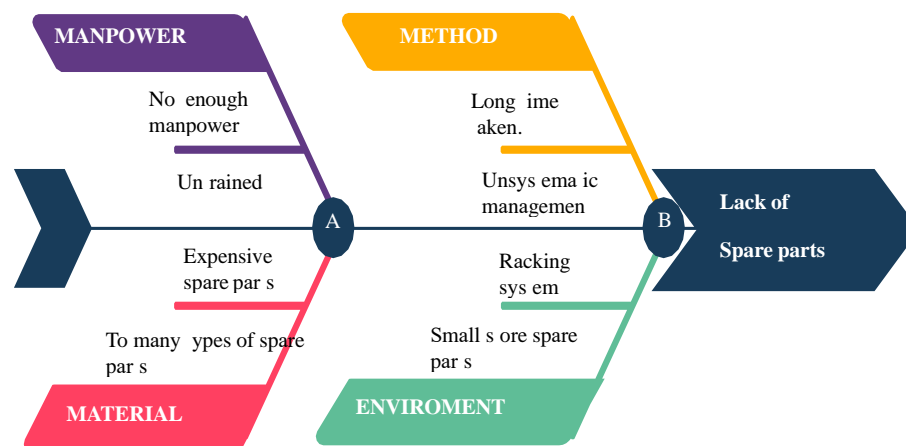 MANPOWER
METHOD
No enough
manpower
Long ime
aken.
Un rained
Unsys ema ic
managemen
A
B
Lack of
Spare parts
Expensive
spare par s
Racking
sys em
To many ypes of spare
par s
Small s ore spare
par s
MATERIAL
ENVIROMENT